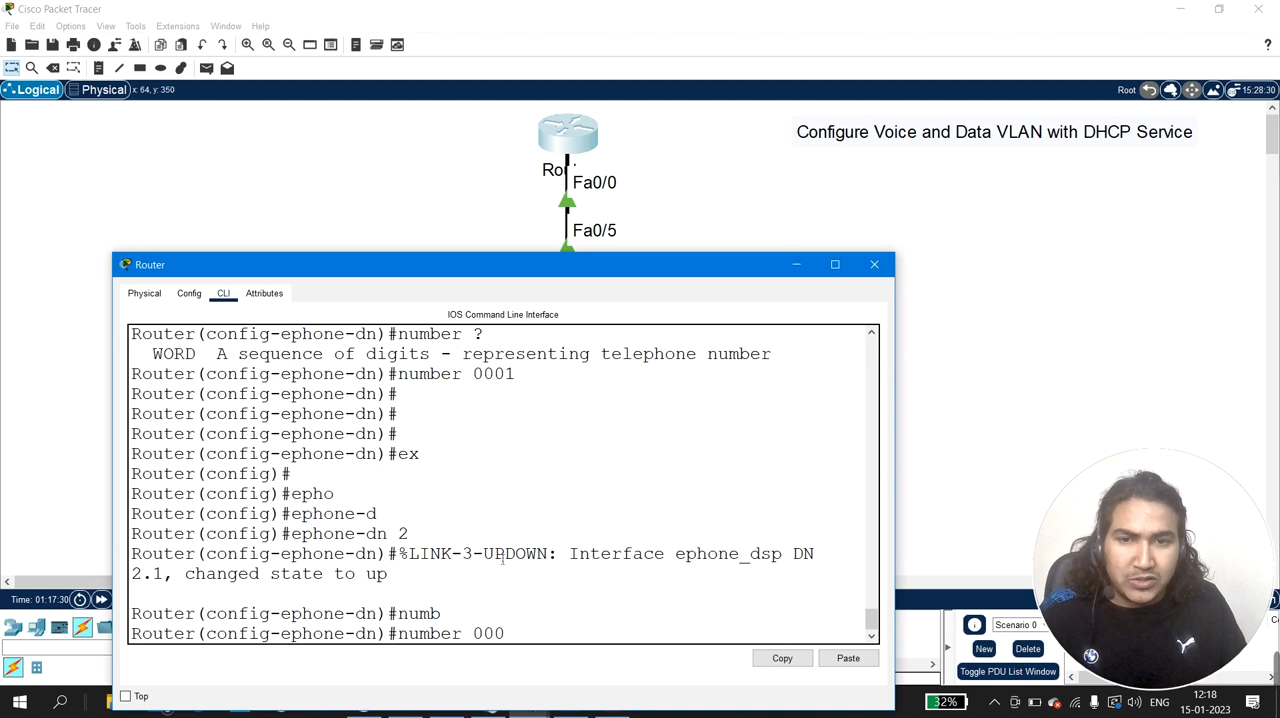 Cisco Packet Tracer
File Edit Options View Tools Extensions Window Help
?
Logical Physical x: 64, y: 350 Root 15:28:30
Configure Voice and Data VLAN with DHCP Service
Fa0/0
Fa0/5
Router
Physical Config CLI Attributes
IOS Command Line Interface
Router(config-ephone-dn)#number ?
WORD A sequence of digits - representing telephone number
Router(config-ephone-dn)#number 0001
Router(config-ephone-dn)#
Router(config-ephone-dn)#
Router(config-ephone-dn)#
Router(config-ephone-dn)#ex
Router(config)#
Router(config)#epho
Router(config)#ephone-d
Router(config)#ephone-dn 2
Router(config-ephone-dn)#%LINK-3-UPDOWN: Interface ephone_dsp DN
2.1, changed state to up
Router(config-ephone-dn)#numb
Router(config-ephone-dn)#number 000
Copy Paste
Top
Time: 01:17:30
Scenario 0
New Delete
Toggle PDU List Window
32% ENG 12:18
15-01-2023